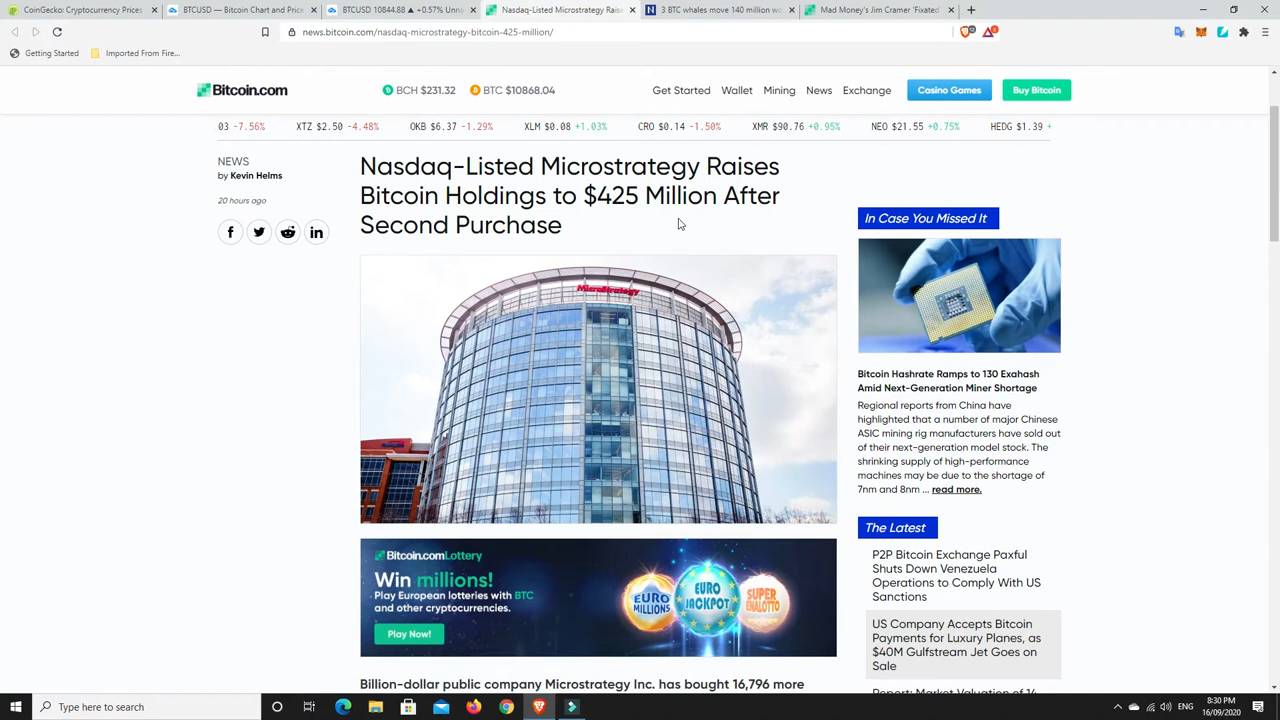 CoinGecko: Cryptocurrency Prices
BTCUSD — Bitcoin Chart and Price
BTCUSD 10844.88 ▲ +0.57% Unna
Nasdaq-Listed Microstrategy Raise
3 BTC whales move 140 million wo
Mad Money's Jim Cramer 'Fixated
news.bitcoin.com/nasdaq-microstrategy-bitcoin-425-million/
Getting Started
Imported From Fire...
Bitcoin.com
BCH $231.32
BTC $10868.04
Get Started
Wallet
Mining
News
Exchange
Casino Games
Buy Bitcoin
03 -7.56%
XTZ $2.50 -4.48%
OKB $6.37 -1.29%
XLM $0.08 +1.03%
CRO $0.14 -1.50%
XMR $90.76 +0.95%
NEO $21.55 +0.75%
HEDG $1.39 +
NEWS
by Kevin Helms
20 hours ago
Nasdaq-Listed Microstrategy Raises
Bitcoin Holdings to $425 Million After
Second Purchase
MicroStrategy
Bitcoin.com Lottery
Win millions!
Play European lotteries with BTC
and other cryptocurrencies.
Play Now!
EURO
MILLIONS
EURO
JACKPOT
SUPER
ENALOTTO
Billion-dollar public company Microstrategy Inc. has bought 16,796 more
In Case You Missed It
Bitcoin Hashrate Ramps to 130 Exahash
Amid Next-Generation Miner Shortage
Regional reports from China have
highlighted that a number of major Chinese
ASIC mining rig manufacturers have sold out
of their next-generation model stock. The
shrinking supply of high-performance
machines may be due to the shortage of
7nm and 8nm ... read more.
The Latest
P2P Bitcoin Exchange Paxful
Shuts Down Venezuela
Operations to Comply With US
Sanctions
US Company Accepts Bitcoin
Payments for Luxury Planes, as
$40M Gulfstream Jet Goes on
Sale
Report: Market Valuation of 14
Type here to search
ENG
8:30 PM
16/09/2020